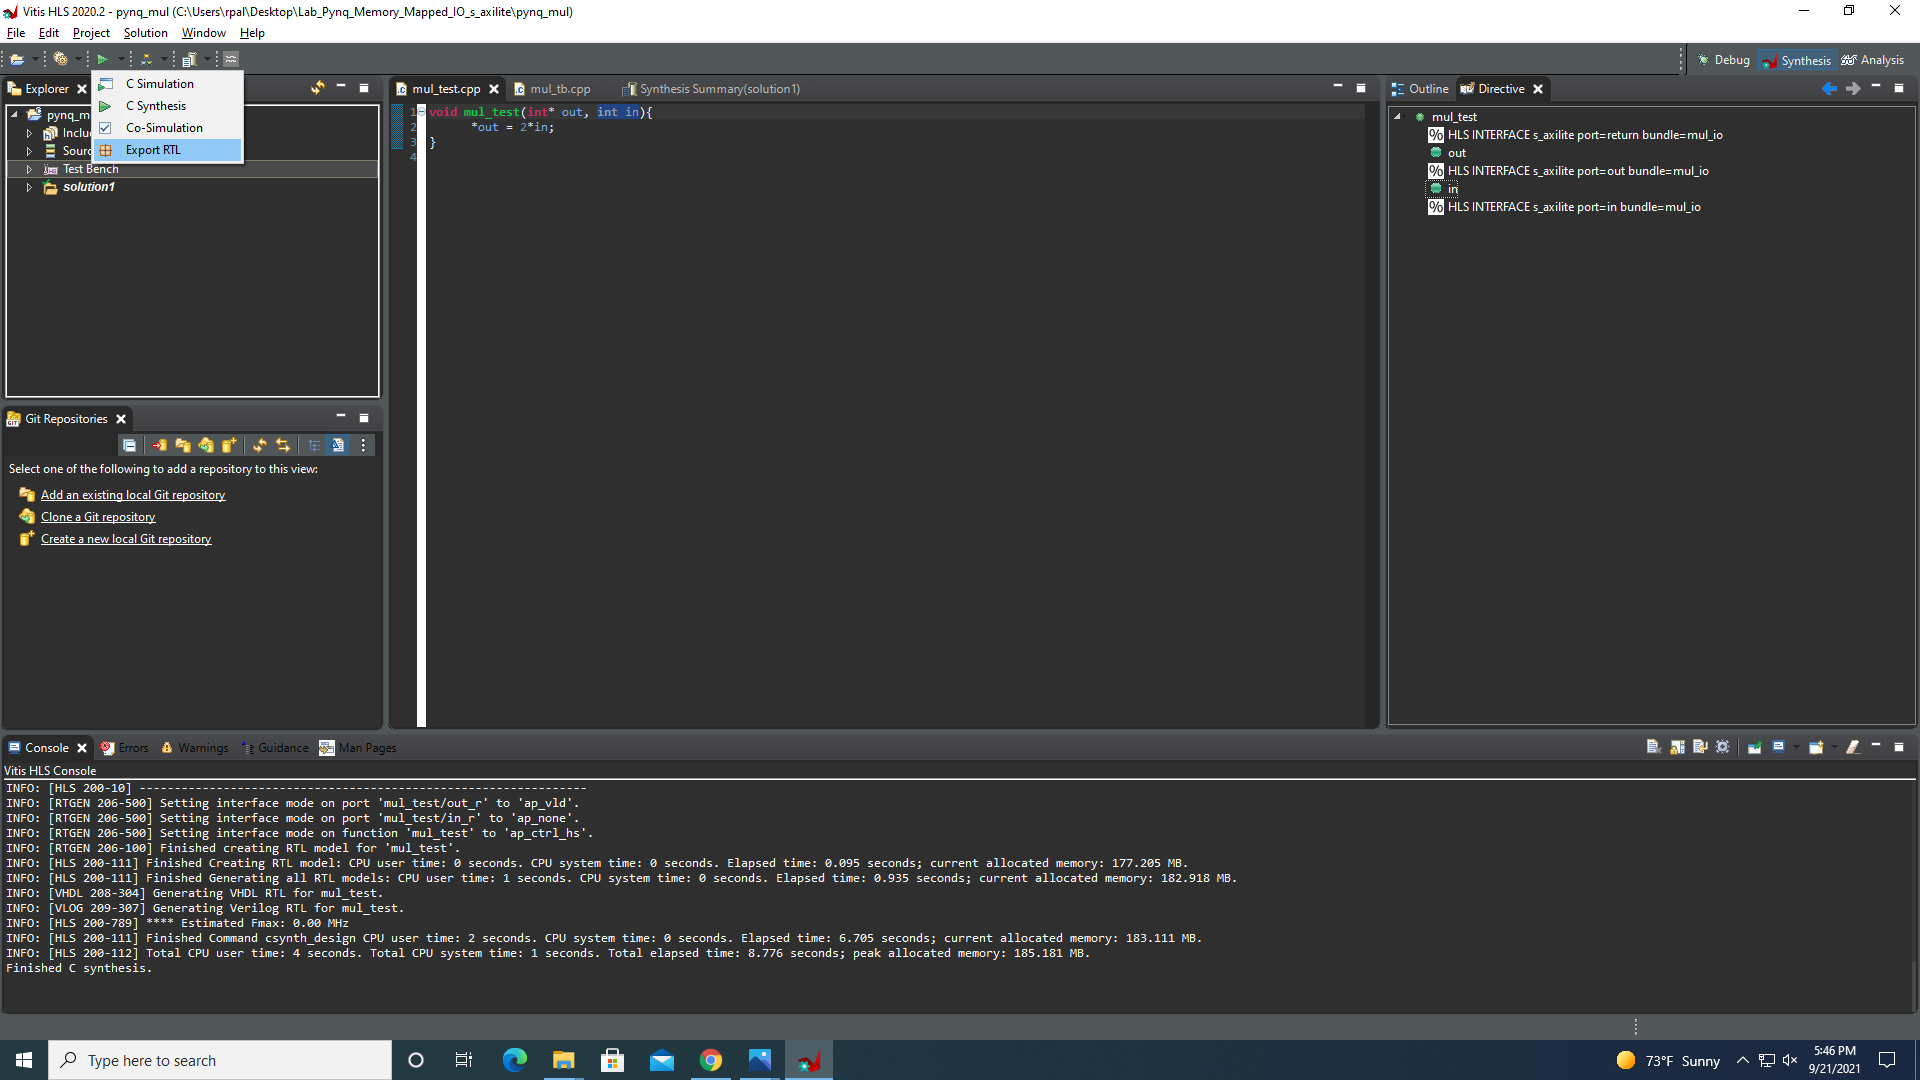 Vitis HLS 2020.2 - pynq_mul (C:\Users\rpal\Desktop\Lab_Pynq_Memory_Mapped_IO_s_axilite\pynq_mul)
File Edit Project Solution Window Help
Debug Synthesis Analysis
Explorer
C Simulation
C Synthesis
Co-Simulation
Export RTL
pynq_m
Inclu
Sourc
Test Bench
solution1
mul_test.cpp mul_tb.cpp Synthesis Summary(solution1)
1 void mul_test(int* out, int in){
2 *out = 2*in;
3 }
4
Outline Directive
mul_test
% HLS INTERFACE s_axilite port=return bundle=mul_io
out
% HLS INTERFACE s_axilite port=out bundle=mul_io
in
% HLS INTERFACE s_axilite port=in bundle=mul_io
Git Repositories
Select one of the following to add a repository to this view:
Add an existing local Git repository
Clone a Git repository
Create a new local Git repository
Console Errors Warnings Guidance Man Pages
Vitis HLS Console
INFO: [HLS 200-10] ----------------------------------------------------------------
INFO: [RTGEN 206-500] Setting interface mode on port 'mul_test/out_r' to 'ap_vld'.
INFO: [RTGEN 206-500] Setting interface mode on port 'mul_test/in_r' to 'ap_none'.
INFO: [RTGEN 206-500] Setting interface mode on function 'mul_test' to 'ap_ctrl_hs'.
INFO: [RTGEN 206-100] Finished creating RTL model for 'mul_test'.
INFO: [HLS 200-111] Finished Creating RTL model: CPU user time: 0 seconds. CPU system time: 0 seconds. Elapsed time: 0.095 seconds; current allocated memory: 177.205 MB.
INFO: [HLS 200-111] Finished Generating all RTL models: CPU user time: 1 seconds. CPU system time: 0 seconds. Elapsed time: 0.935 seconds; current allocated memory: 182.918 MB.
INFO: [VHDL 208-304] Generating VHDL RTL for mul_test.
INFO: [VLOG 209-307] Generating Verilog RTL for mul_test.
INFO: [HLS 200-789] **** Estimated Fmax: 0.00 MHz
INFO: [HLS 200-111] Finished Command csynth_design CPU user time: 2 seconds. CPU system time: 0 seconds. Elapsed time: 6.705 seconds; current allocated memory: 183.111 MB.
INFO: [HLS 200-112] Total CPU user time: 4 seconds. Total CPU system time: 1 seconds. Total elapsed time: 8.776 seconds; peak allocated memory: 185.181 MB.
Finished C synthesis.
Type here to search
73°F Sunny
5:46 PM
9/21/2021